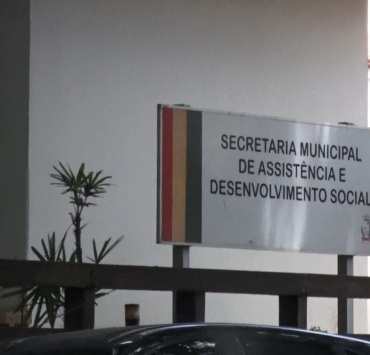 SECRETARIA MUNICIPAL
DE ASSISTÊNCIA E
DESENVOLVIMENTO SOCIAL